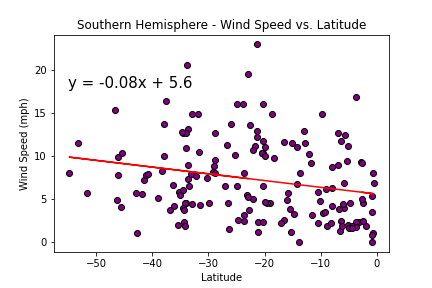 Southern Hemisphere - Wind Speed vs. Latitude
y = -0.08x + 5.6
Wind Speed (mph)
20
15
10
5
0
−50
−40
−30
−20
−10
0
Latitude